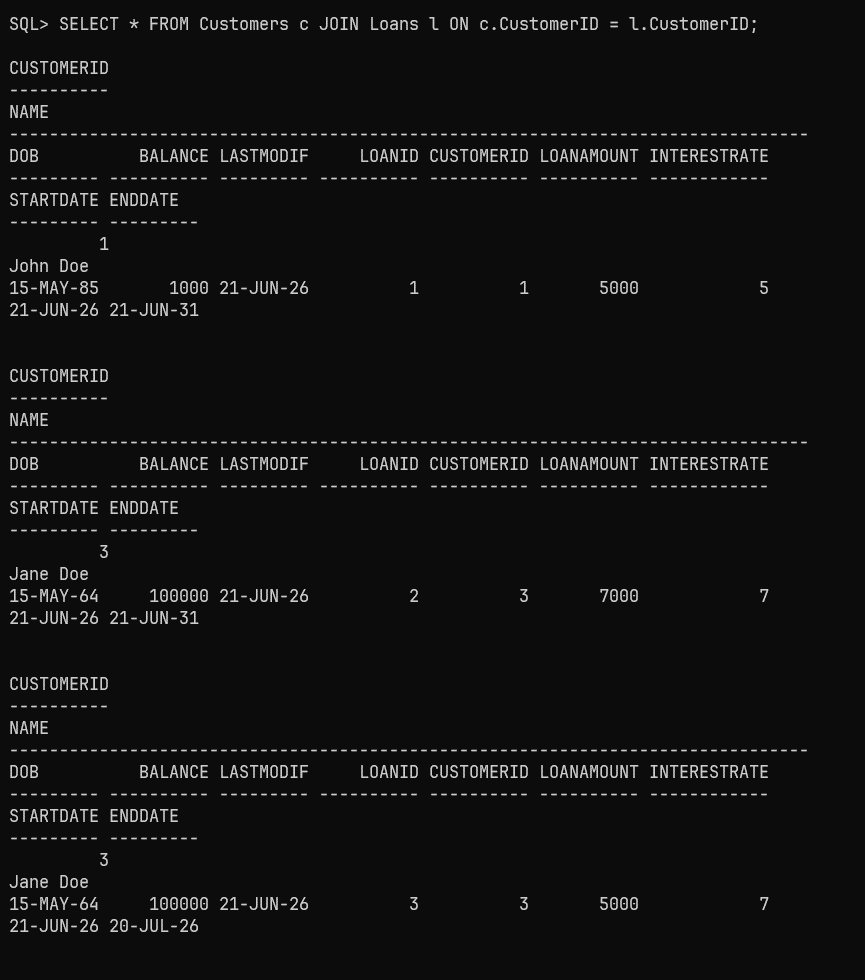 SQL> SELECT * FROM Customers c JOIN Loans l ON c.CustomerID = l.CustomerID;

CUSTOMERID
----------
NAME
--------------------------------------------------------------------------------
DOB          BALANCE LASTMODIF     LOANID CUSTOMERID LOANAMOUNT INTERESTRATE
--------- ---------- --------- ---------- ---------- ---------- ------------
STARTDATE ENDDATE
--------- ---------
         1
John Doe
15-MAY-85       1000 21-JUN-26          1          1       5000            5
21-JUN-26 21-JUN-31


CUSTOMERID
----------
NAME
--------------------------------------------------------------------------------
DOB          BALANCE LASTMODIF     LOANID CUSTOMERID LOANAMOUNT INTERESTRATE
--------- ---------- --------- ---------- ---------- ---------- ------------
STARTDATE ENDDATE
--------- ---------
         3
Jane Doe
15-MAY-64     100000 21-JUN-26          2          3       7000            7
21-JUN-26 21-JUN-31


CUSTOMERID
----------
NAME
--------------------------------------------------------------------------------
DOB          BALANCE LASTMODIF     LOANID CUSTOMERID LOANAMOUNT INTERESTRATE
--------- ---------- --------- ---------- ---------- ---------- ------------
STARTDATE ENDDATE
--------- ---------
         3
Jane Doe
15-MAY-64     100000 21-JUN-26          3          3       5000            7
21-JUN-26 20-JUL-26